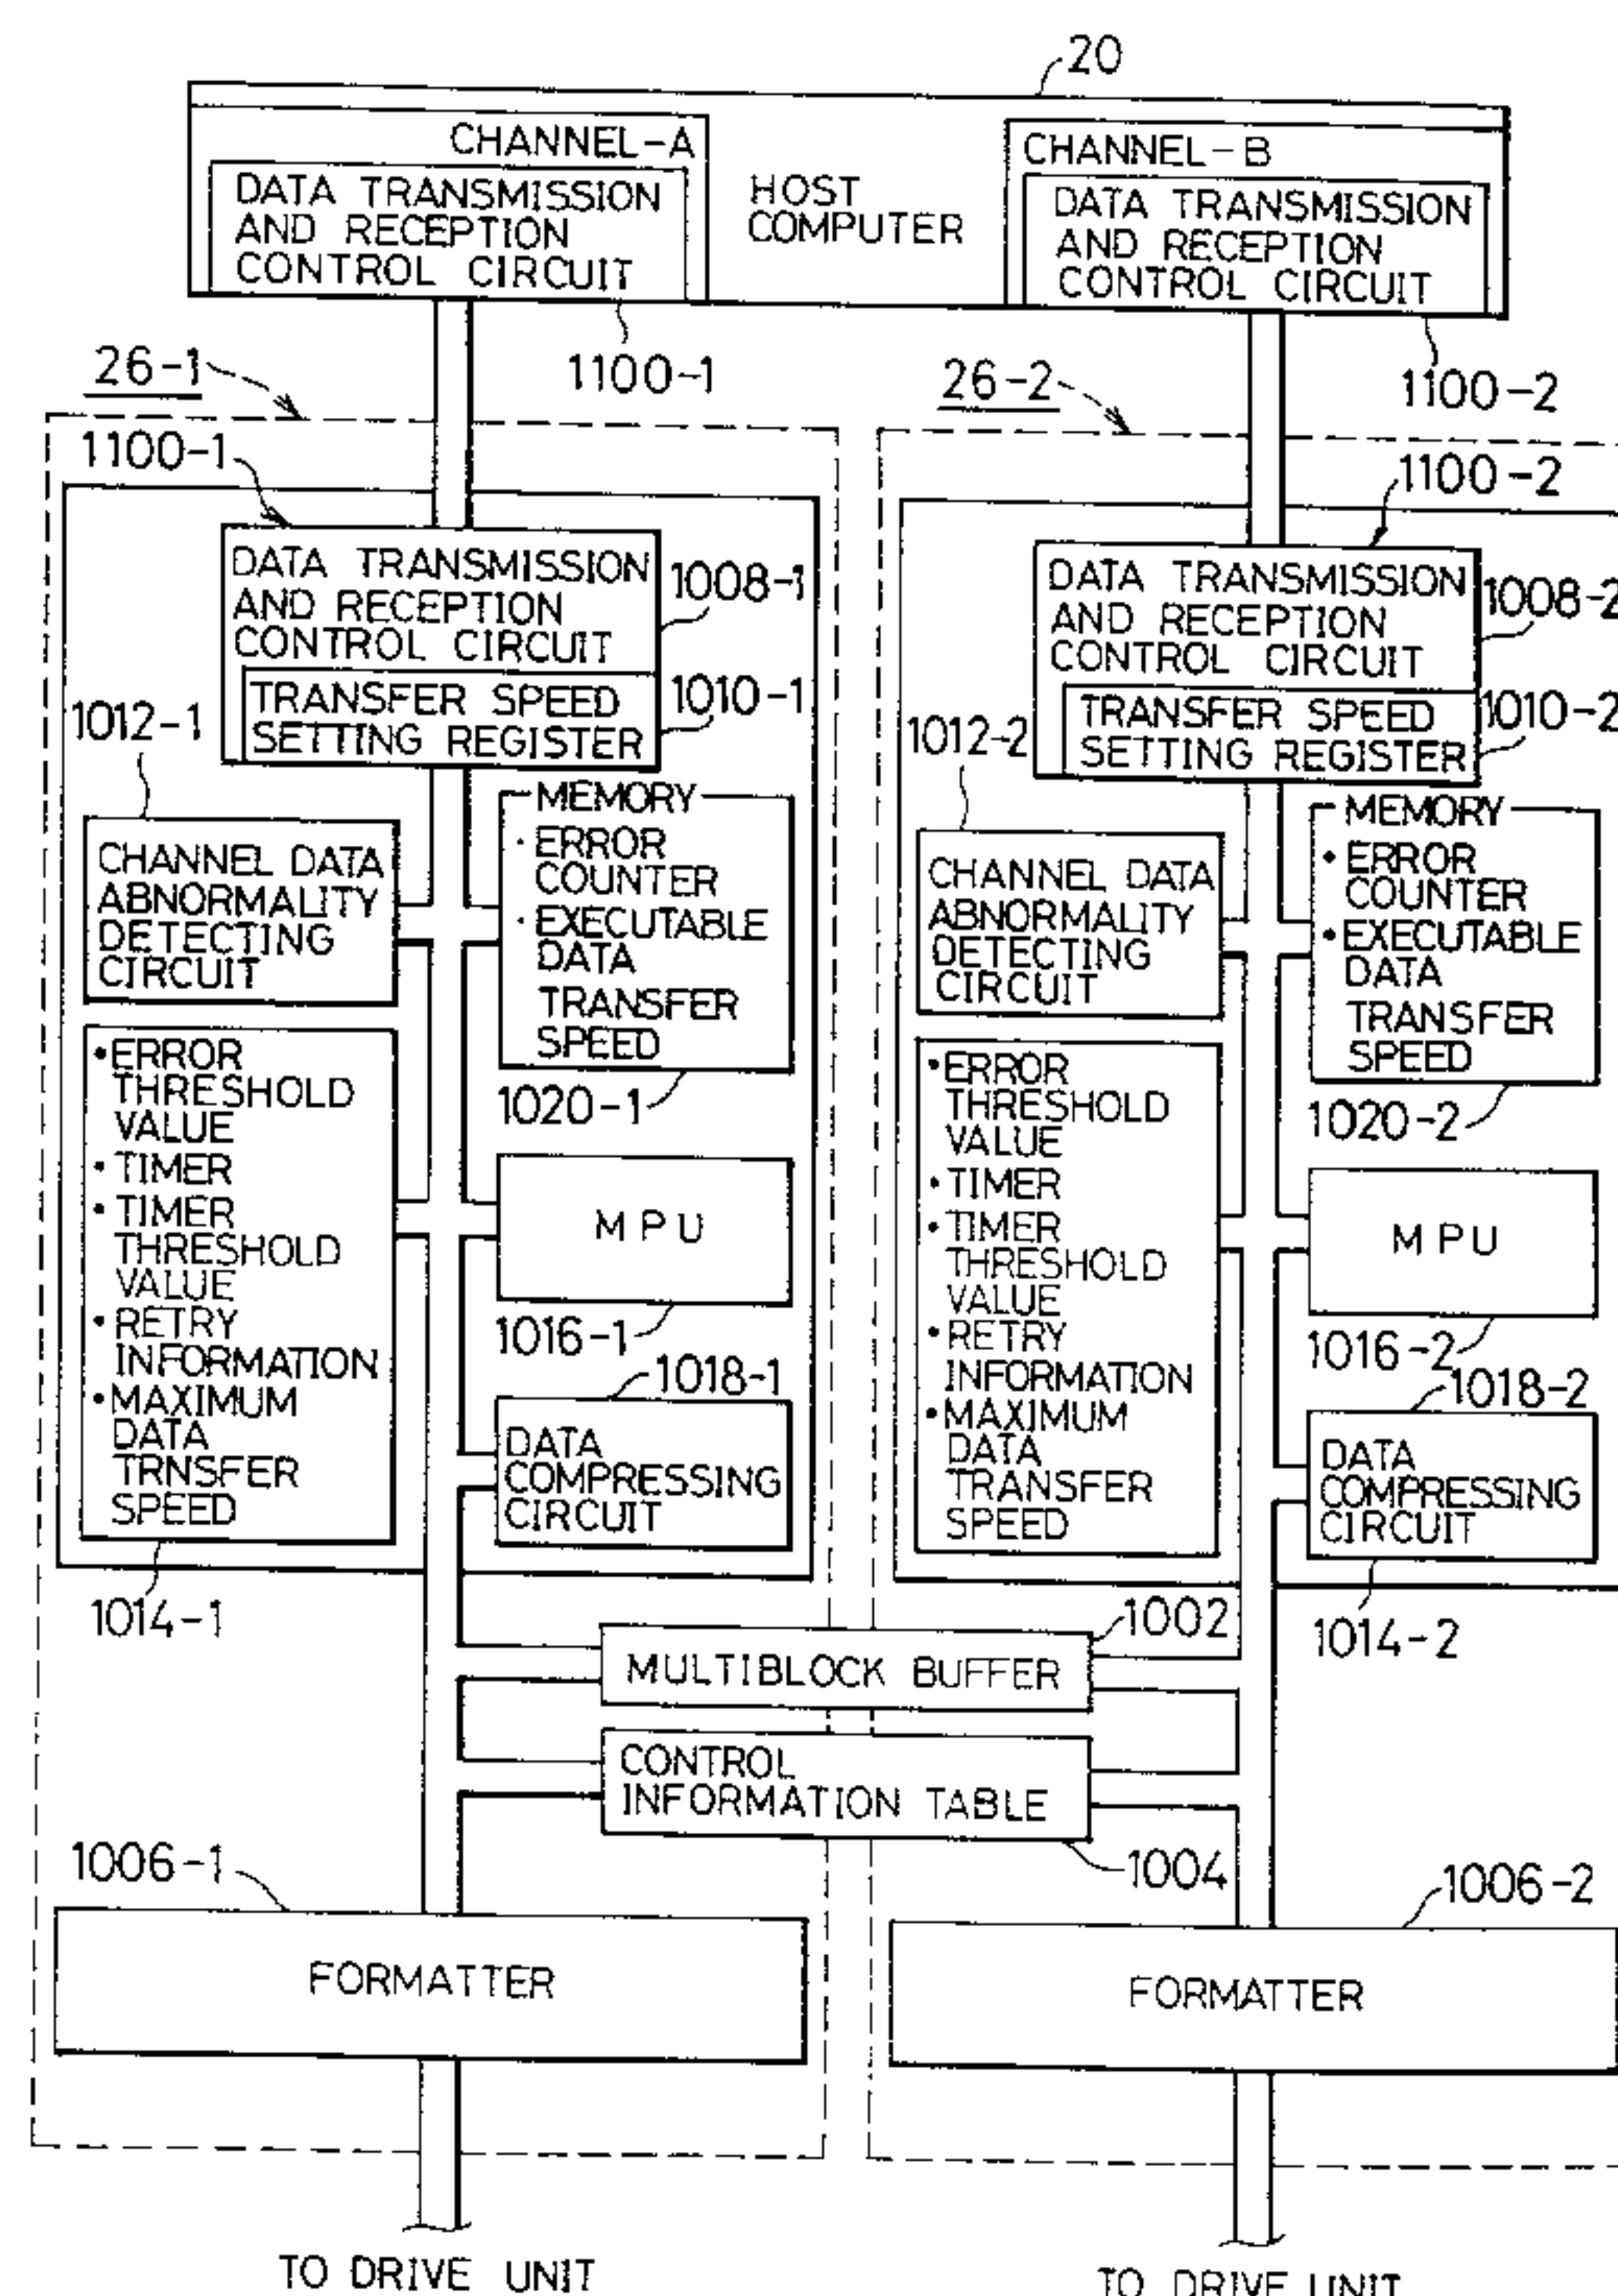 20
CHANNEL-A
DATA TRANSMISSION
AND RECEPTION
CONTROL CIRCUIT
HOST
COMPUTER
CHANNEL-B
DATA TRANSMISSION
AND RECEPTION
CONTROL CIRCUIT
1100-1
1100-2
26-1
26-2
1100-1
DATA TRANSMISSION
AND RECEPTION
CONTROL CIRCUIT
1008-1
TRANSFER SPEED
SETTING REGISTER
1010-1
1012-1
CHANNEL DATA
ABNORMALITY
DETECTING
CIRCUIT
MEMORY
· ERROR
COUNTER
· EXECUTABLE
DATA
TRANSFER
SPEED
1020-1
• ERROR
THRESHOLD
VALUE
• TIMER
• TIMER
THRESHOLD
VALUE
• RETRY
INFORMATION
• MAXIMUM
DATA
TRNSFER
SPEED
1014-1
MPU
1016-1
1018-1
DATA
COMPRESSING
CIRCUIT
1100-2
DATA TRANSMISSION
AND RECEPTION
CONTROL CIRCUIT
1008-2
TRANSFER SPEED
SETTING REGISTER
1010-2
1012-2
CHANNEL DATA
ABNORMALITY
DETECTING
CIRCUIT
MEMORY
• ERROR
COUNTER
• EXECUTABLE
DATA
TRANSFER
SPEED
1020-2
• ERROR
THRESHOLD
VALUE
• TIMER
• TIMER
THRESHOLD
VALUE
• RETRY
INFORMATION
• MAXIMUM
DATA
TRANSFER
SPEED
MPU
1016-2
1018-2
DATA
COMPRESSING
CIRCUIT
1014-2
1002
MULTIBLOCK BUFFER
CONTROL
INFORMATION TABLE
1004
1006-1
FORMATTER
1006-2
FORMATTER
TO DRIVE UNIT
TO DRIVE UNIT